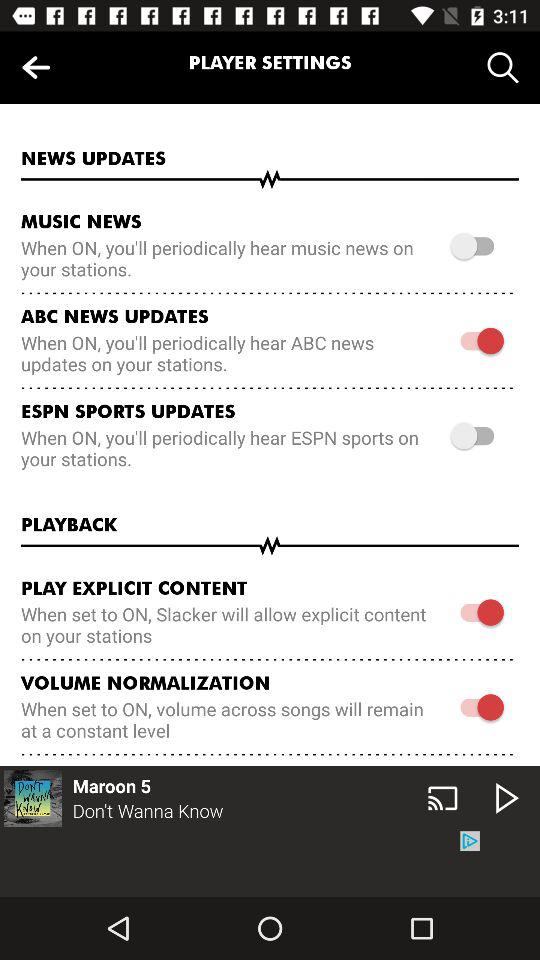 3:11
PLAYER SETTINGS
NEWS UPDATES
MUSIC NEWS
When ON, you'll periodically hear music news on
your stations.
ABC NEWS UPDATES
When ON, you'll periodically hear ABC news
updates on your stations.
ESPN SPORTS UPDATES
When ON, you'll periodically hear ESPN sports on
your stations.
PLAYBACK
PLAY EXPLICIT CONTENT
When set to ON, Slacker will allow explicit content
on your stations
VOLUME NORMALIZATION
When set to ON, volume across songs will remain
at a constant level
DON'T
WANNA
KNOW
Maroon 5
Don't Wanna Know